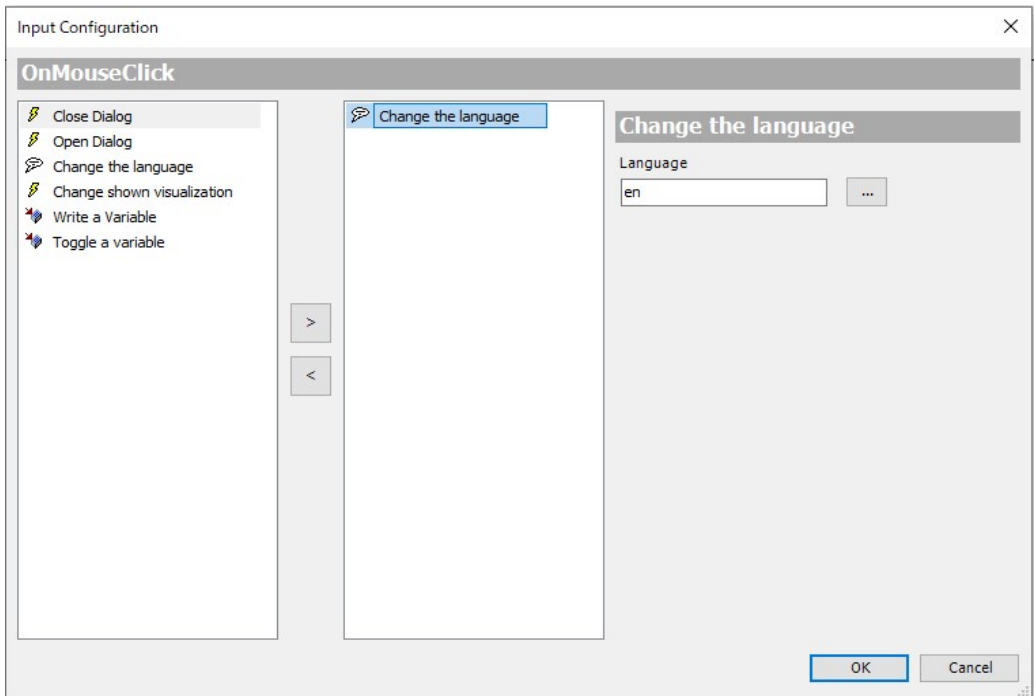 Input Configuration
OnMouseClick
Close Dialog
Open Dialog
Change the language
Change shown visualization
Write a Variable
Toggle a variable
>
<
Change the language
Change the language
Language
en
...
OK
Cancel